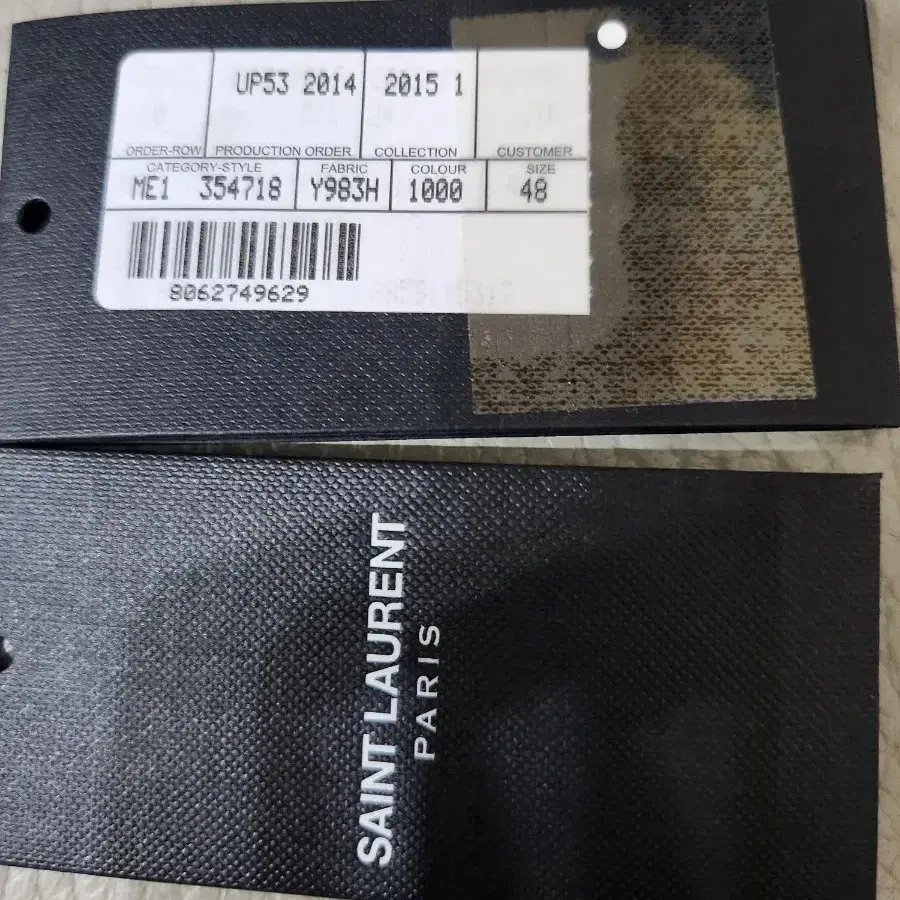 UP53 2014 2015 1
ORDER-ROW PRODUCTION ORDER COLLECTION CUSTOMER
CATEGORY-STYLE FABRIC COLOUR SIZE
ME1 354718 Y983H 1000 48
8062749629
SAINT LAURENT
PARIS